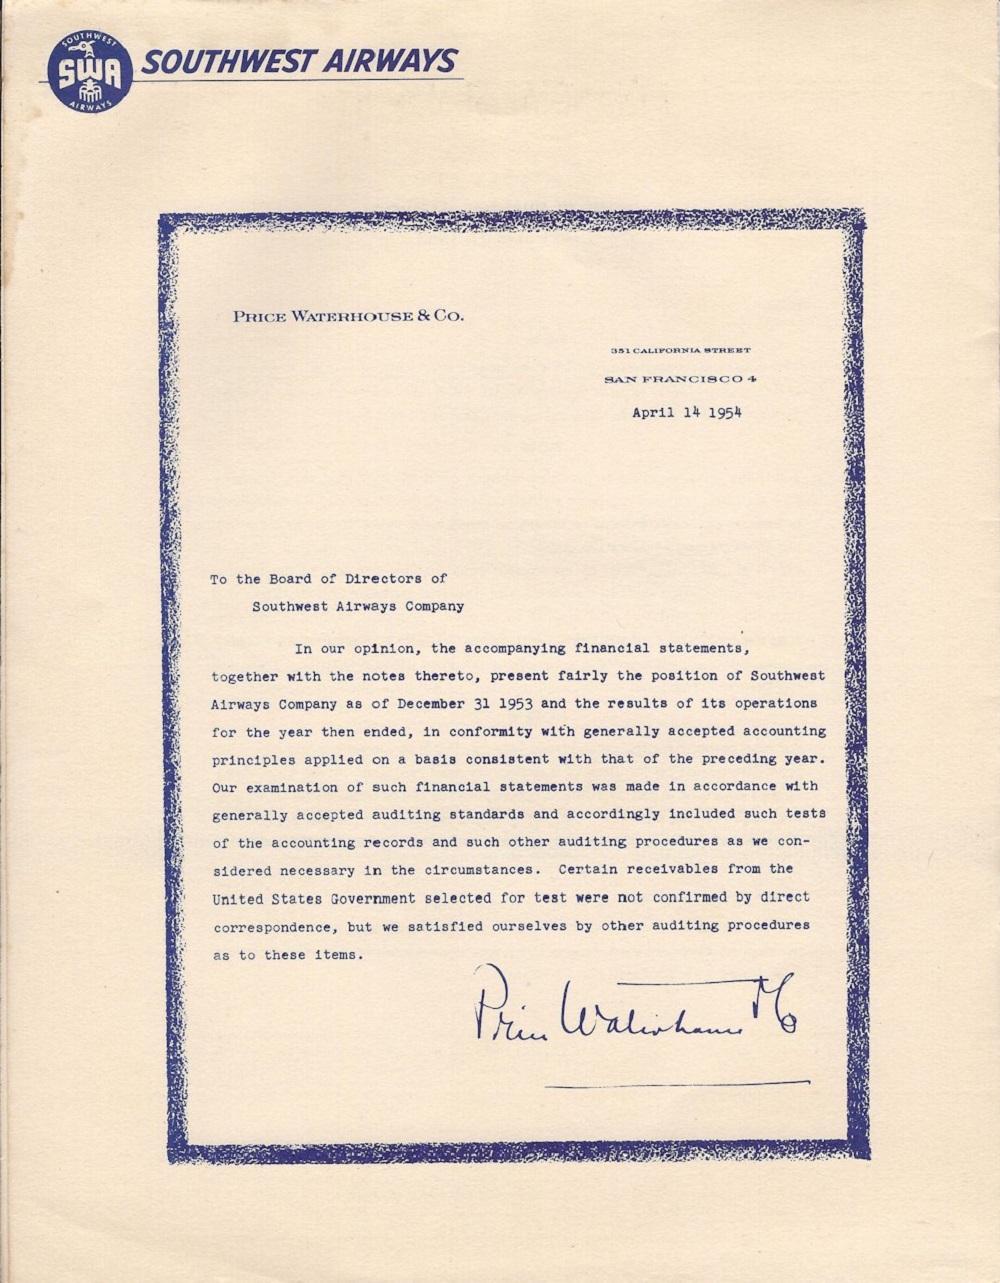 SOUTHWEST
SWA
AIRWAYS
SOUTHWEST AIRWAYS
PRICE WATERHOUSE & CO.
351 CALIFORNIA STREET
SAN FRANCISCO 4
April 14 1954
To the Board of Directors of
Southwest Airways Company
In our opinion, the accompanying financial statements,
together with the notes thereto, present fairly the position of Southwest
Airways Company as of December 31 1953 and the results of its operations
for the year then ended, in conformity with generally accepted accounting
principles applied on a basis consistent with that of the preceding year.
Our examination of such financial statements was made in accordance with
generally accepted auditing standards and accordingly included such tests
of the accounting records and such other auditing procedures as we con-
sidered necessary in the circumstances. Certain receivables from the
United States Government selected for test were not confirmed by direct
correspondence, but we satisfied ourselves by other auditing procedures
as to these items.
Price Waterhouse & Co